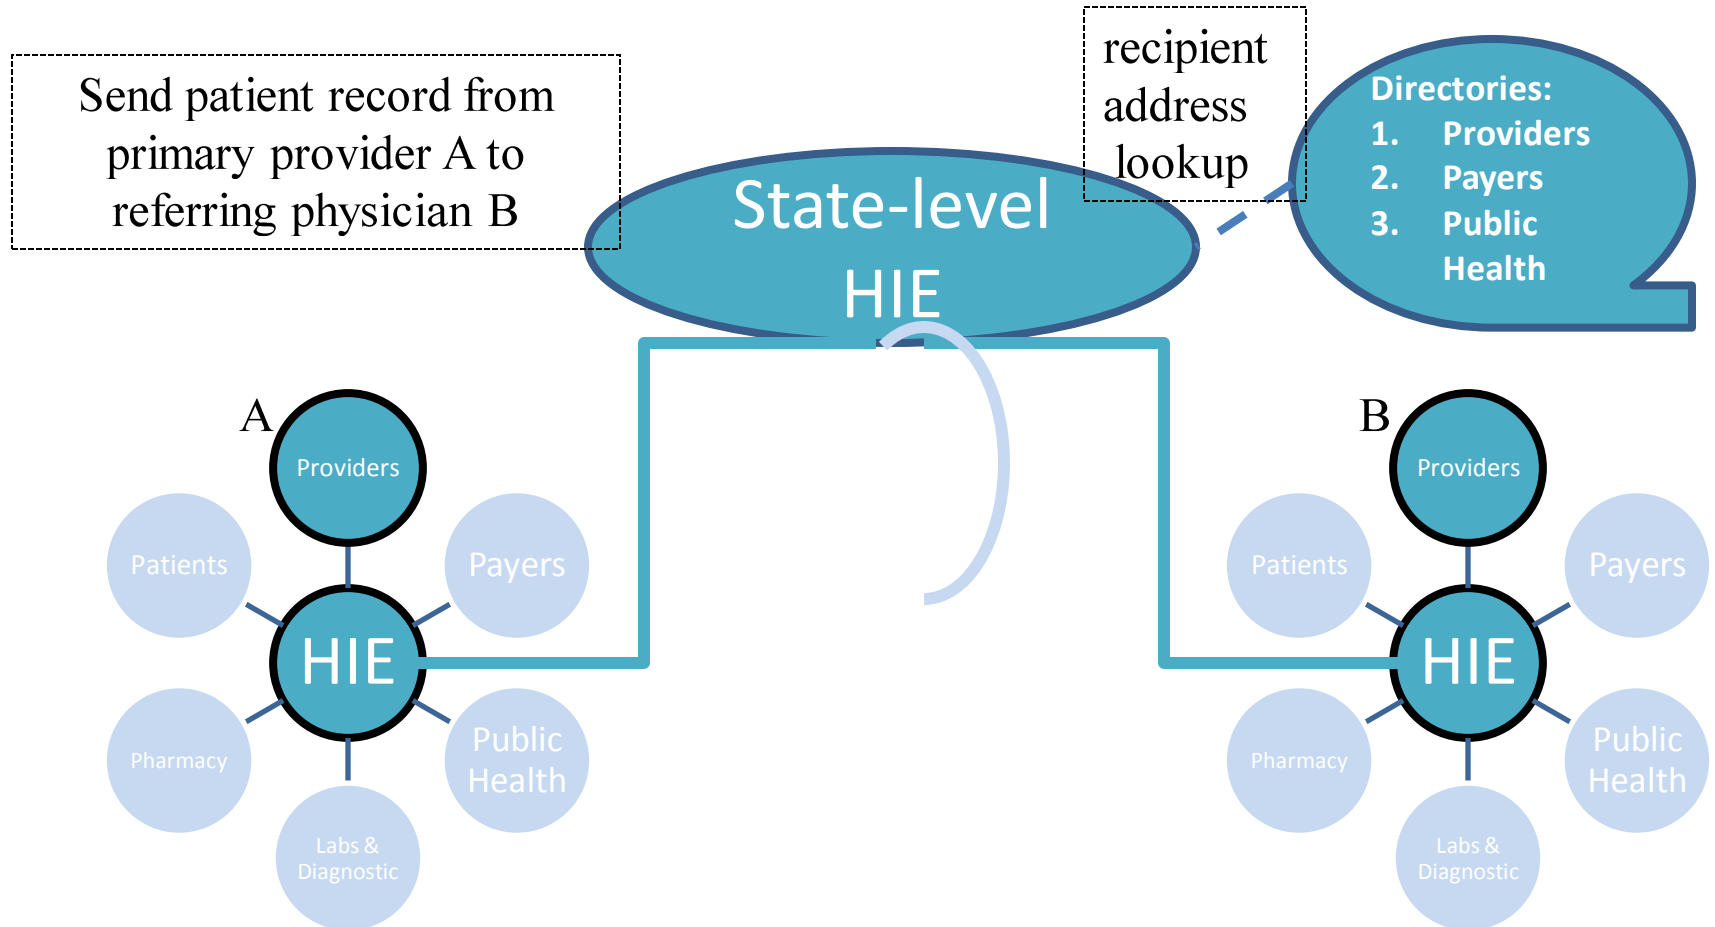 Send patient record from
primary provider A to
referring physician B
recipient
address
lookup
Directories:
1. Providers
2. Payers
3. Public
Health
State-level
HIE
A
Providers
Patients
Payers
HIE
Pharmacy
Public
Health
Labs &
Diagnostic
B
Providers
Patients
Payers
HIE
Pharmacy
Public
Health
Labs &
Diagnostic